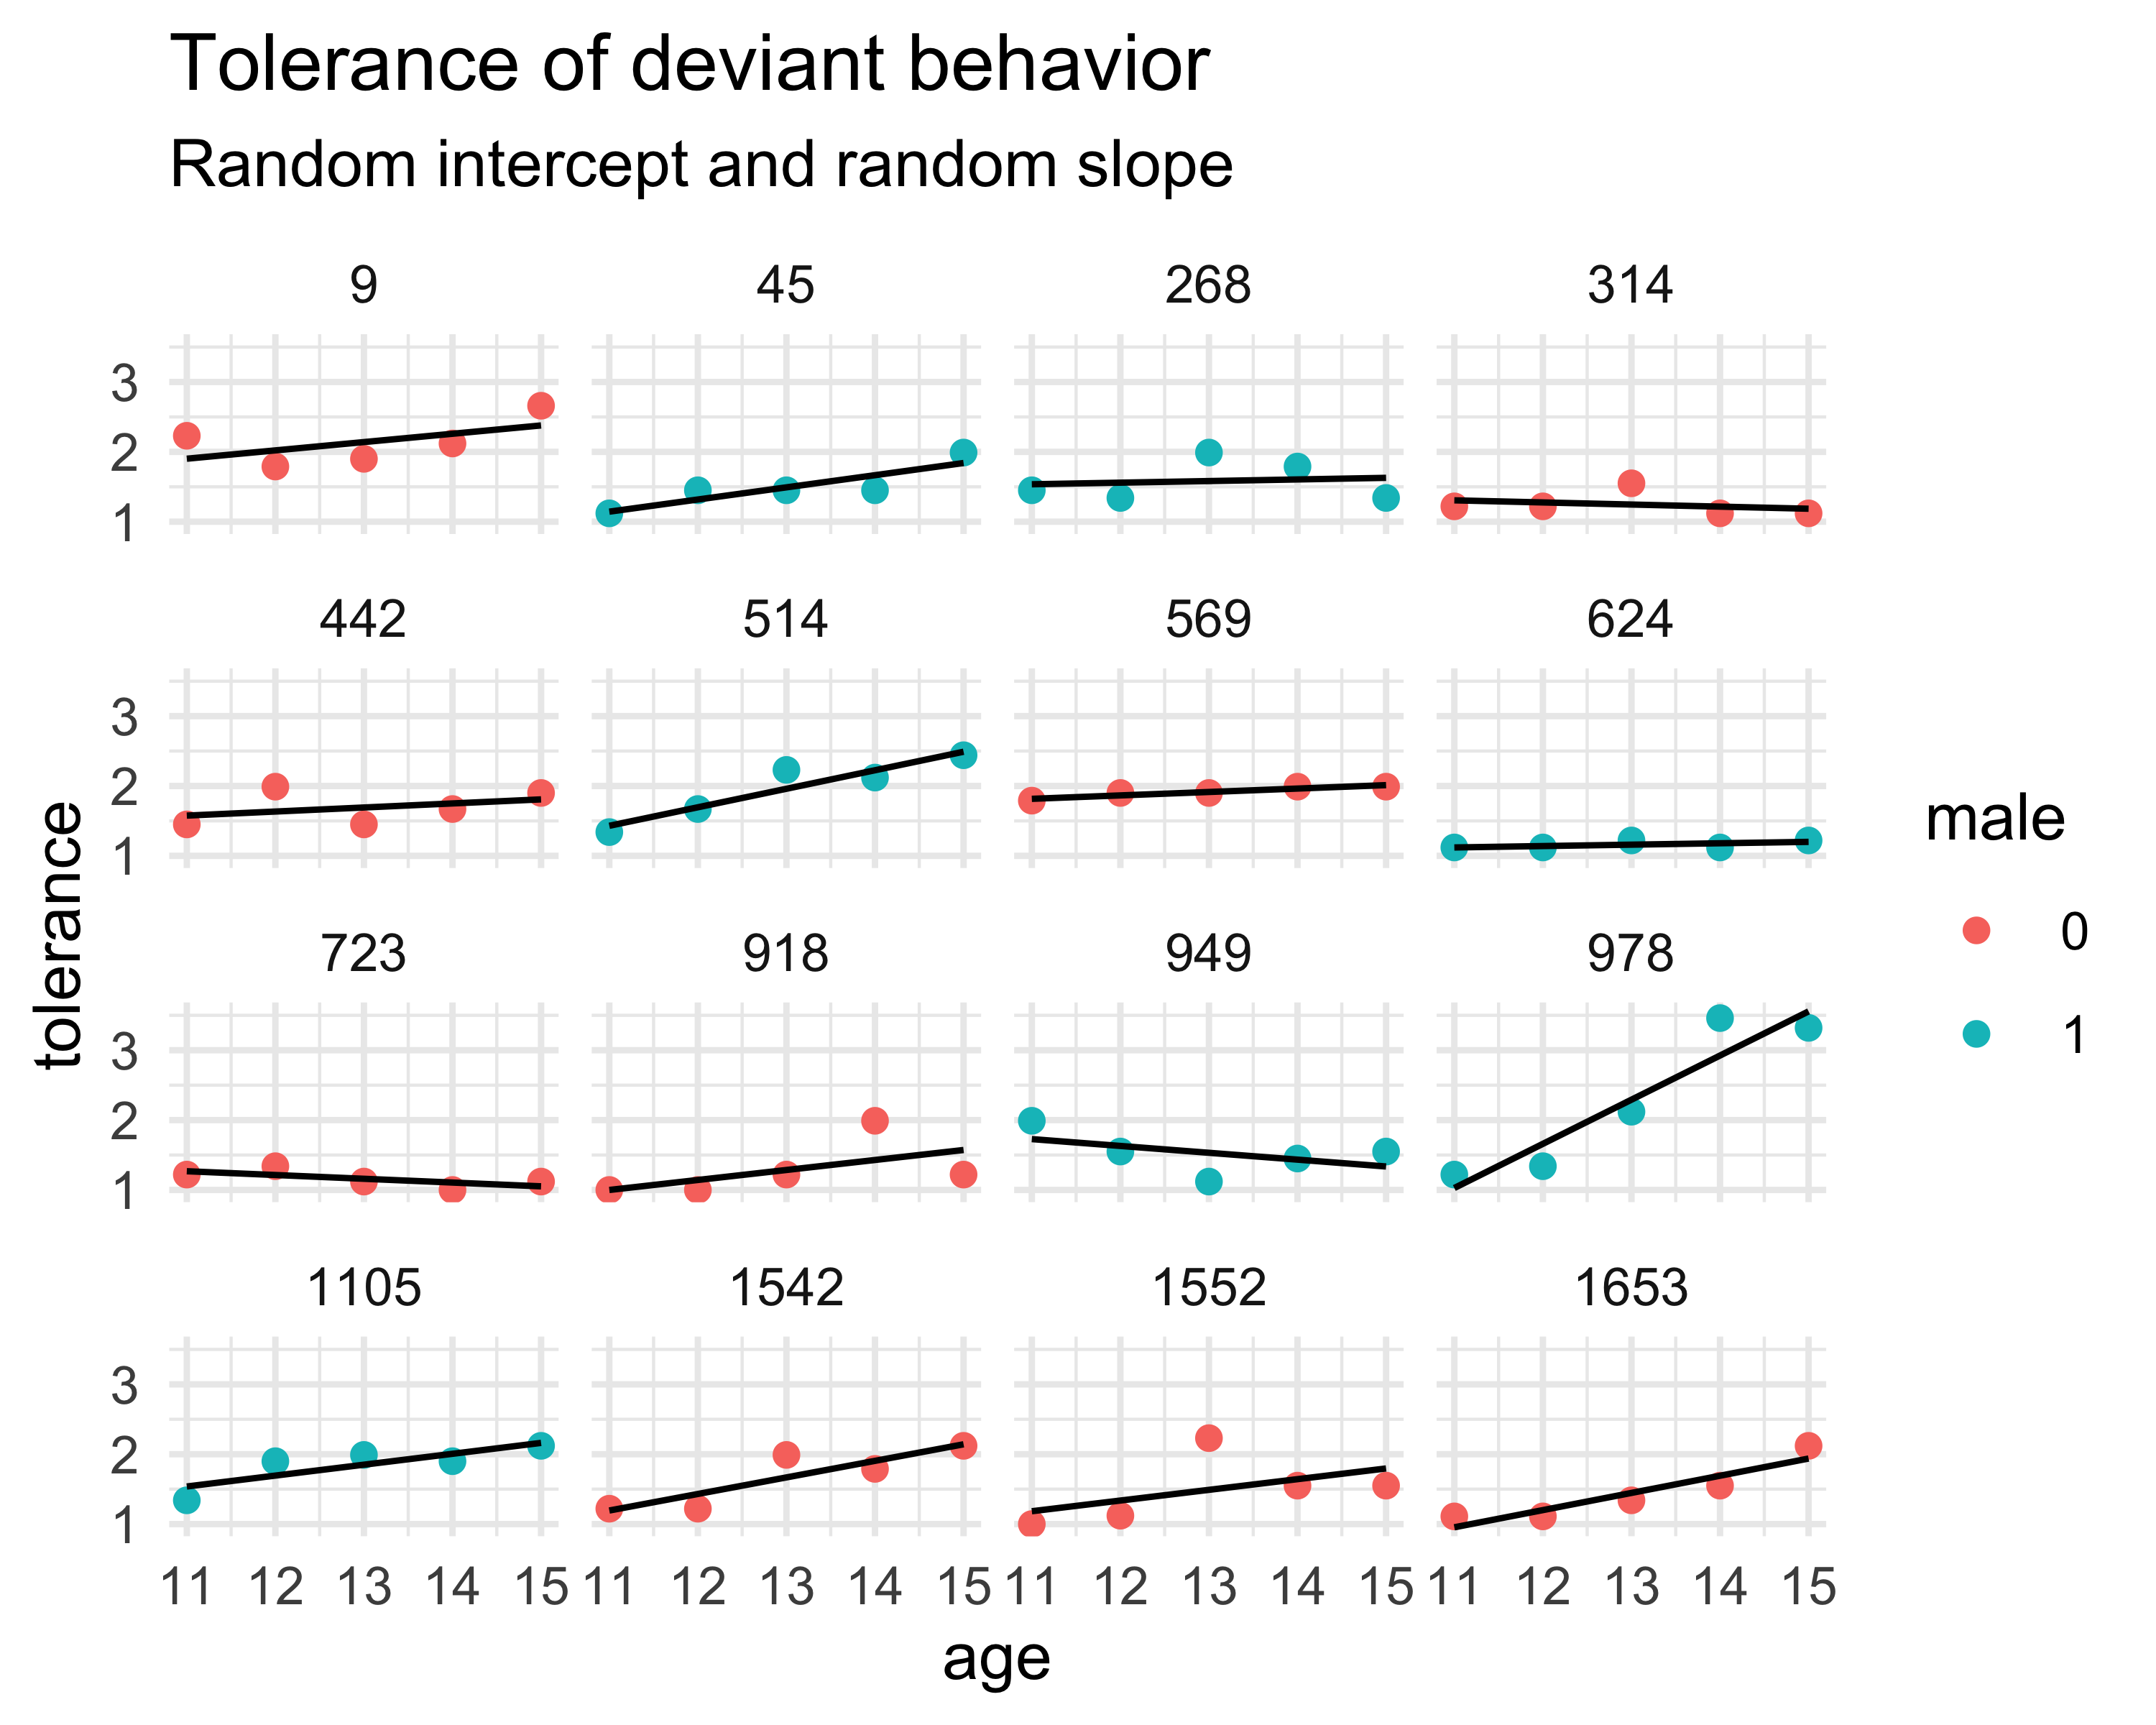 Tolerance of deviant behavior
Random intercept and random slope
9 45 268 314
3
2
1
442 514 569 624
3
2
1
723 918 949 978
3
2
1
1105 1542 1552 1653
3
2
1
11 12 13 14 15 11 12 13 14 15 11 12 13 14 15 11 12 13 14 15
age
tolerance
male
0
1